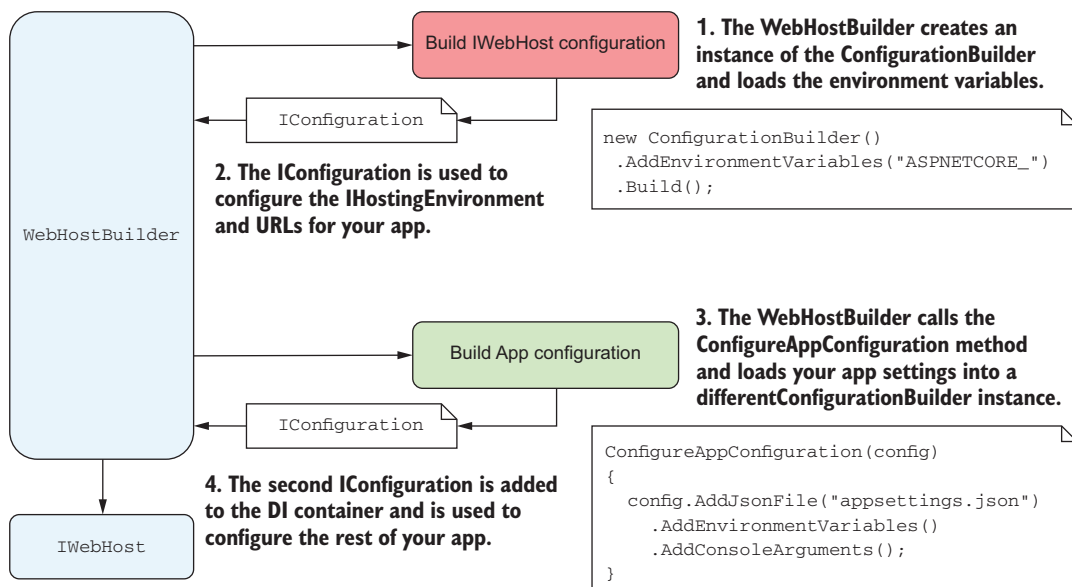 Build IWebHost configuration
1. The WebHostBuilder creates an
instance of the ConfigurationBuilder
and loads the environment variables.
IConfiguration
new ConfigurationBuilder()
.AddEnvironmentVariables("ASPNETCORE_")
.Build();
2. The IConfiguration is used to
configure the IHostingEnvironment
and URLs for your app.
WebHostBuilder
Build App configuration
3. The WebHostBuilder calls the
ConfigureAppConfiguration method
and loads your app settings into a
differentConfigurationBuilder instance.
IConfiguration
ConfigureAppConfiguration(config)
{
config.AddJsonFile("appsettings.json")
.AddEnvironmentVariables()
.AddConsoleArguments();
}
4. The second IConfiguration is added
to the DI container and is used to
configure the rest of your app.
IWebHost